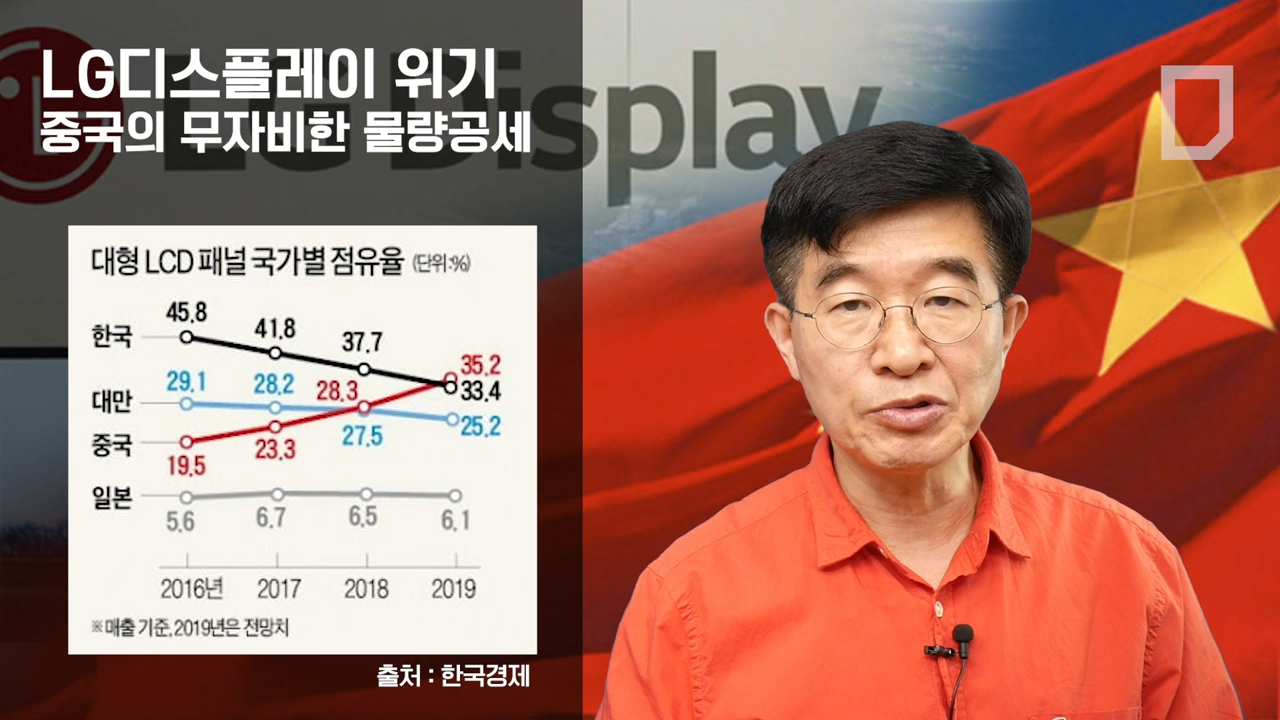 LG디스플레이 위기
중국의 무자비한 물량공세
LG Display
대형 LCD 패널 국가별 점유율 (단위:%)
한국
45.8
41.8
37.7
33.4
대만
29.1
28.2
27.5
25.2
중국
19.5
23.3
28.3
35.2
일본
5.6
6.7
6.5
6.1
2016년 2017 2018 2019
※매출 기준, 2019년은 전망치
출처 : 한국경제